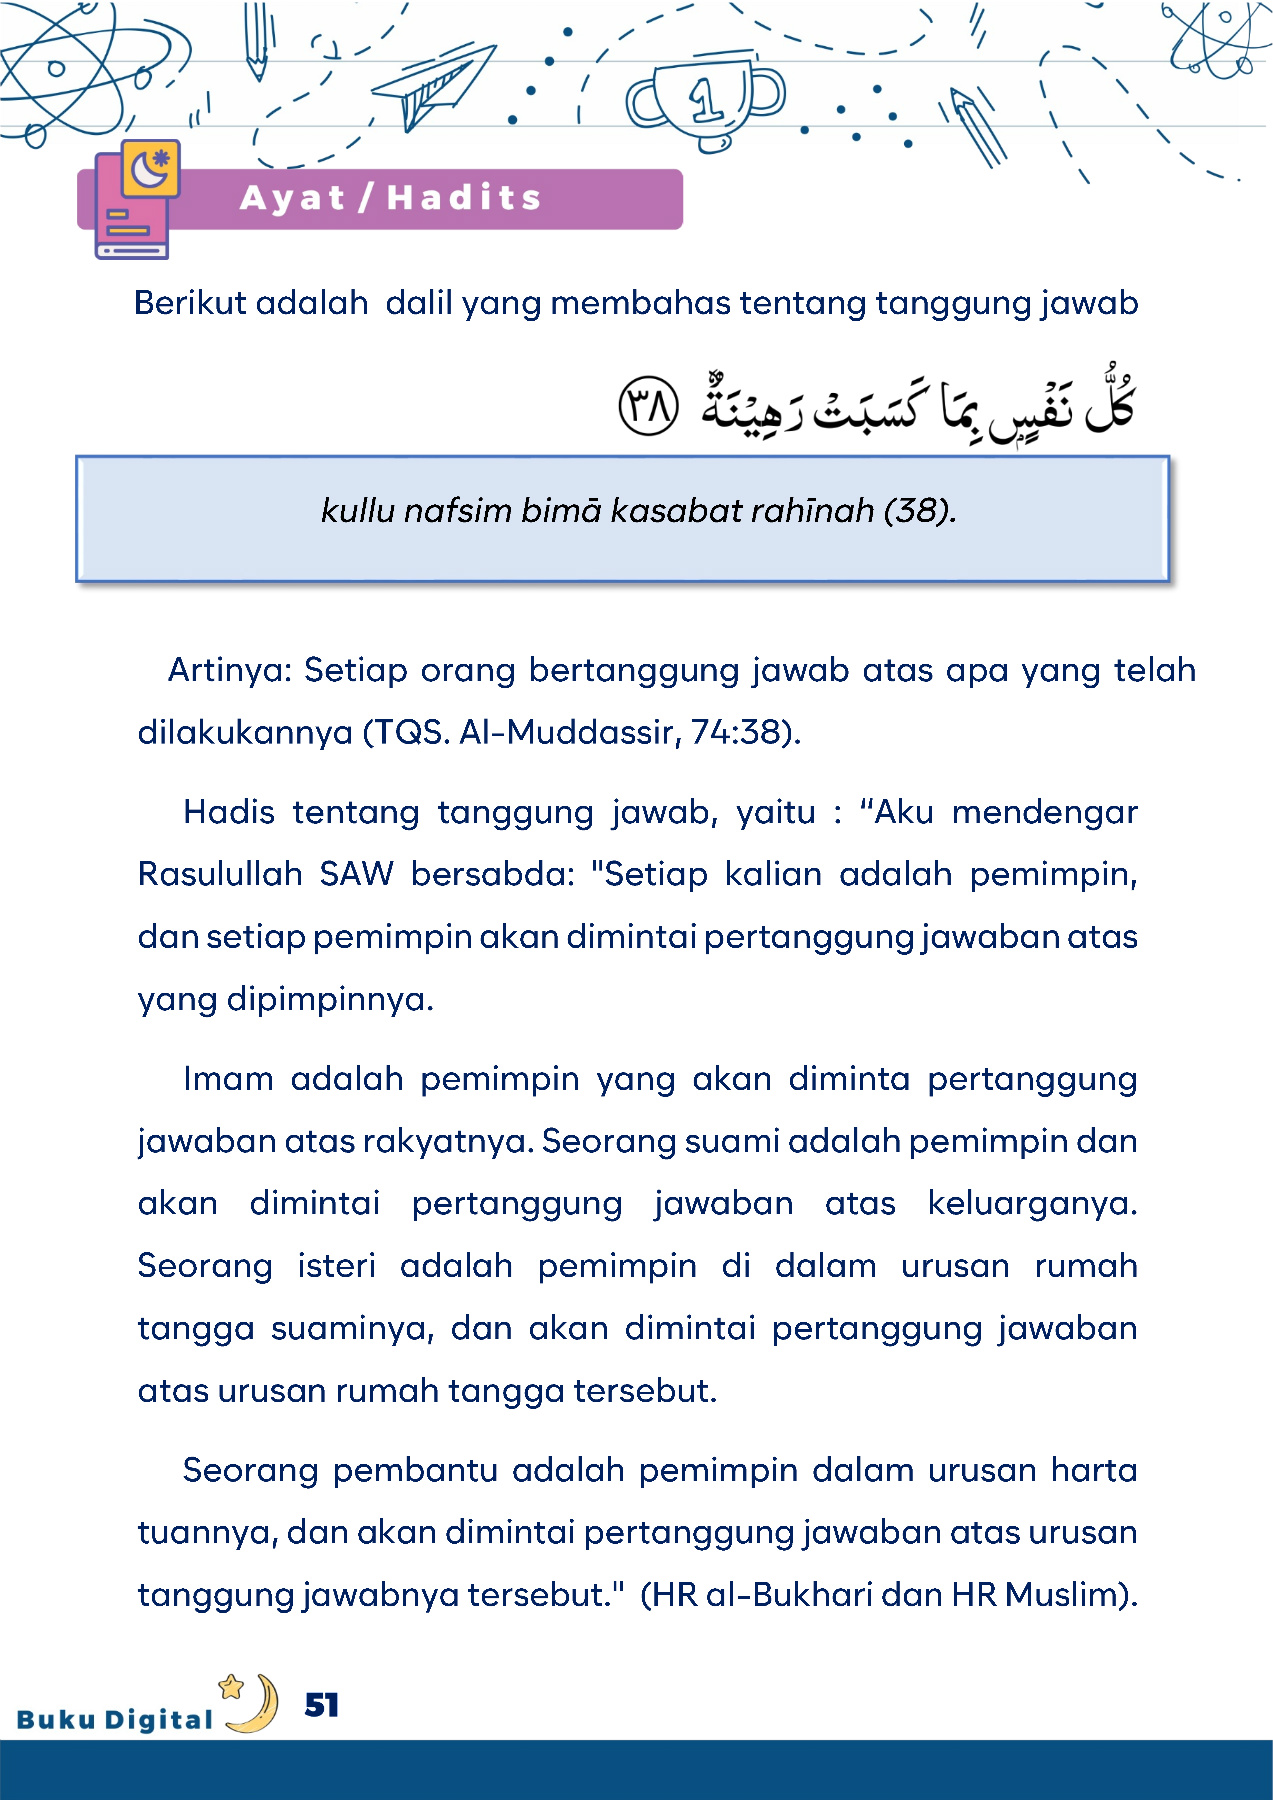 1
Ayat / Hadits
Berikut adalah dalil yang membahas tentang tanggung jawab
كُلُّ نَفْسٍۢ بِمَا كَسَبَتْ رَهِيْنَةٌۙ ٣٨
kullu nafsim bimā kasabat rahīnah (38).
Artinya: Setiap orang bertanggung jawab atas apa yang telah
dilakukannya (TQS. Al-Muddassir, 74:38).
Hadis tentang tanggung jawab, yaitu : “Aku mendengar
Rasulullah SAW bersabda: "Setiap kalian adalah pemimpin,
dan setiap pemimpin akan dimintai pertanggung jawaban atas
yang dipimpinnya.
Imam adalah pemimpin yang akan diminta pertanggung
jawaban atas rakyatnya. Seorang suami adalah pemimpin dan
akan dimintai pertanggung jawaban atas keluarganya.
Seorang isteri adalah pemimpin di dalam urusan rumah
tangga suaminya, dan akan dimintai pertanggung jawaban
atas urusan rumah tangga tersebut.
Seorang pembantu adalah pemimpin dalam urusan harta
tuannya, dan akan dimintai pertanggung jawaban atas urusan
tanggung jawabnya tersebut." (HR al-Bukhari dan HR Muslim).
Buku Digital 51